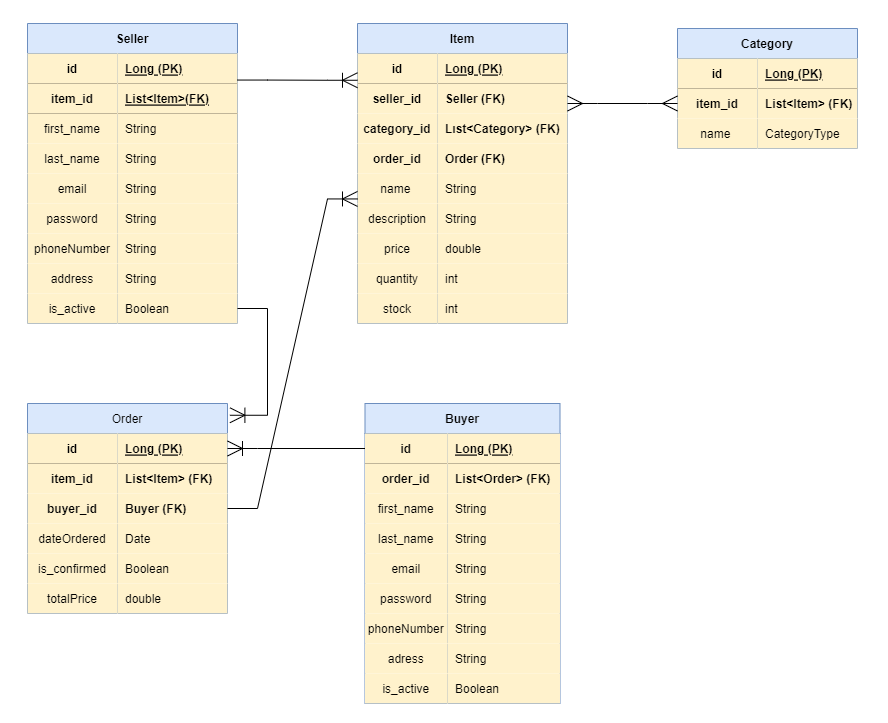 Seller
id Long (PK)
item_id List<Item>(FK)
first_name String
last_name String
email String
password String
phoneNumber String
address String
is_active Boolean
Item
id Long (PK)
seller_id Seller (FK)
category_id List<Category> (FK)
order_id Order (FK)
name String
description String
price double
quantity int
stock int
Category
id Long (PK)
item_id List<Item> (FK)
name CategoryType
Order
id Long (PK)
item_id List<Item> (FK)
buyer_id Buyer (FK)
dateOrdered Date
is_confirmed Boolean
totalPrice double
Buyer
id Long (PK)
order_id List<Order> (FK)
first_name String
last_name String
email String
password String
phoneNumber String
adress String
is_active Boolean